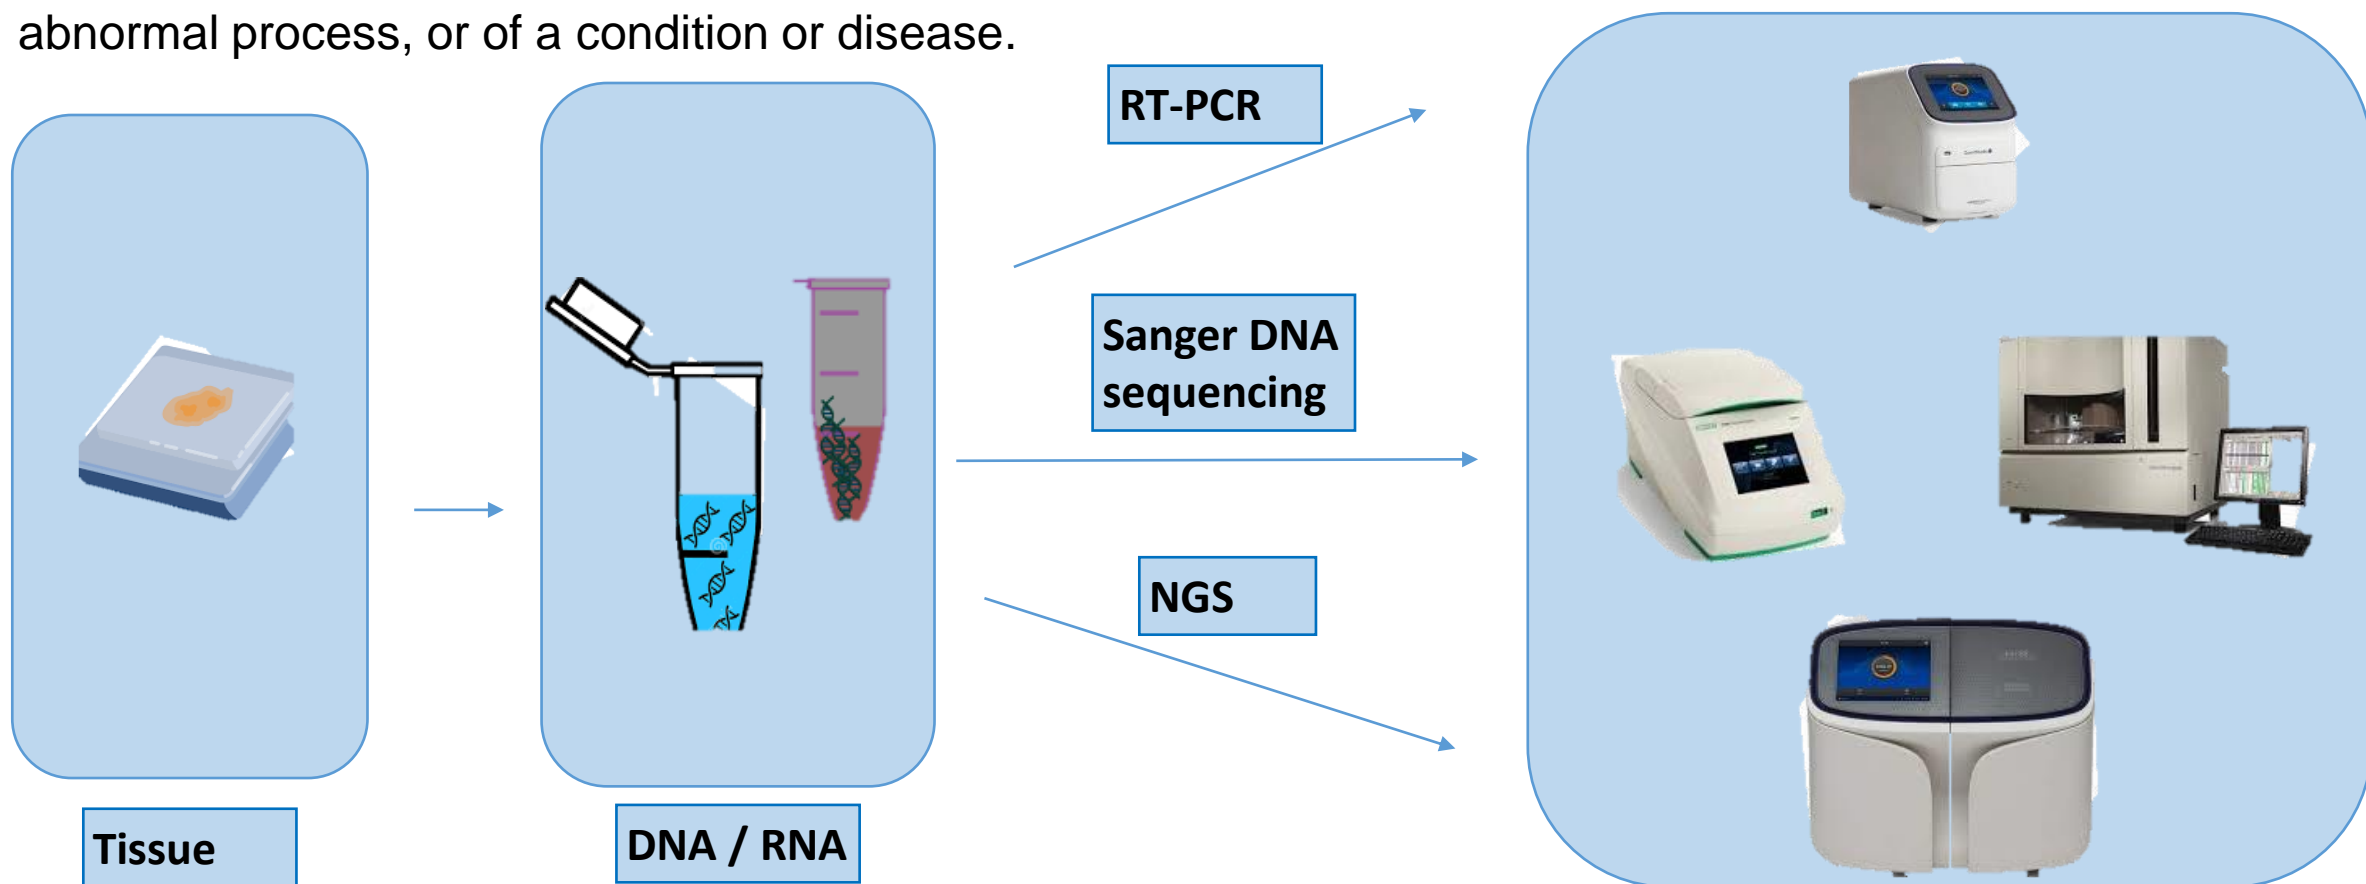 abnormal process, or of a condition or disease.
RT-PCR
Sanger DNA
sequencing
NGS
Tissue
DNA / RNA